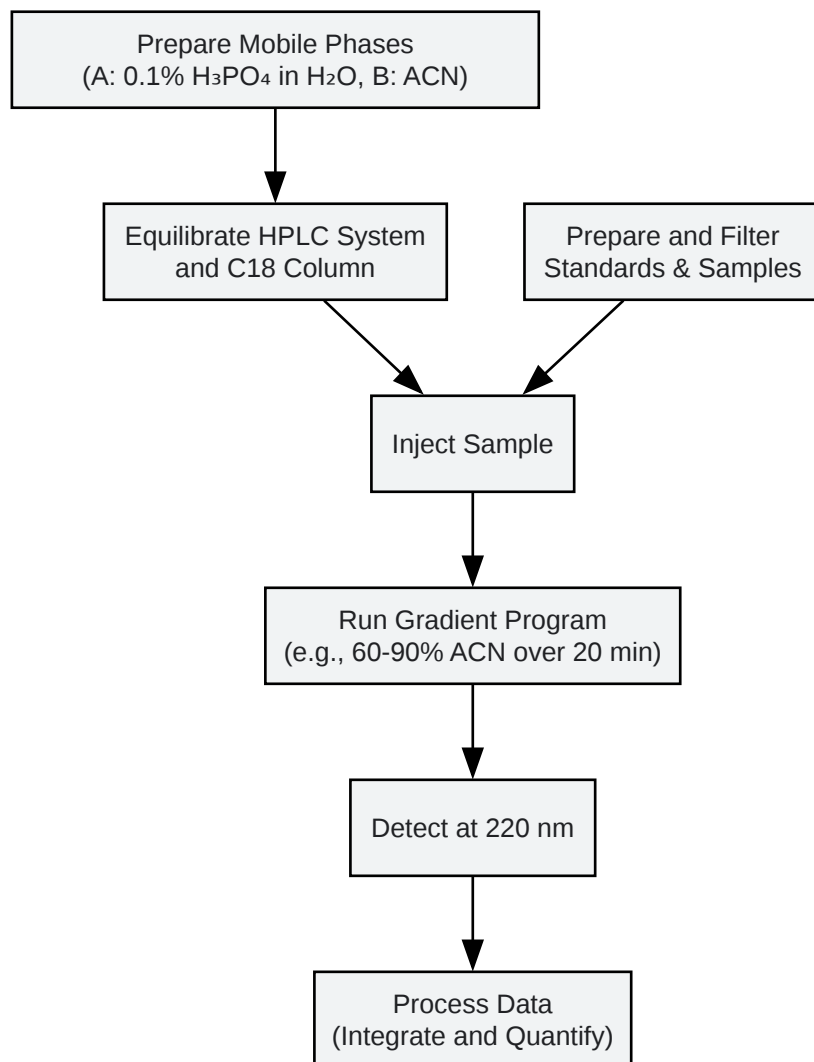 Prepare Mobile Phases
(A: 0.1% H₃PO₄ in H₂O, B: ACN)
Equilibrate HPLC System
and C18 Column
Prepare and Filter
Standards & Samples
Inject Sample
Run Gradient Program
(e.g., 60-90% ACN over 20 min)
Detect at 220 nm
Process Data
(Integrate and Quantify)